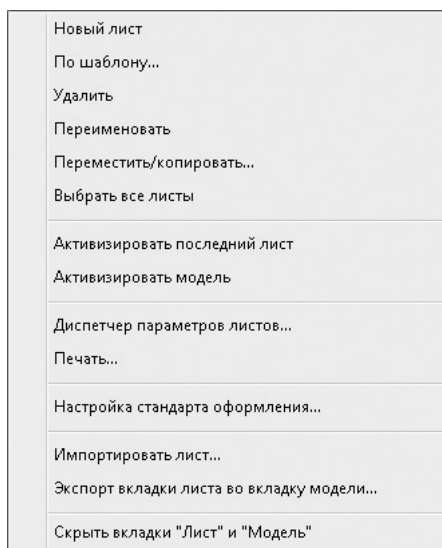 Новый лист
По шаблону...
Удалить
Переименовать
Переместить/копировать...
Выбрать все листы
Активизировать последний лист
Активизировать модель
Диспетчер параметров листов...
Печать...
Настройка стандарта оформления...
Импортировать лист...
Экспорт вкладки листа во вкладку модели...
Скрыть вкладки "Лист" и "Модель"